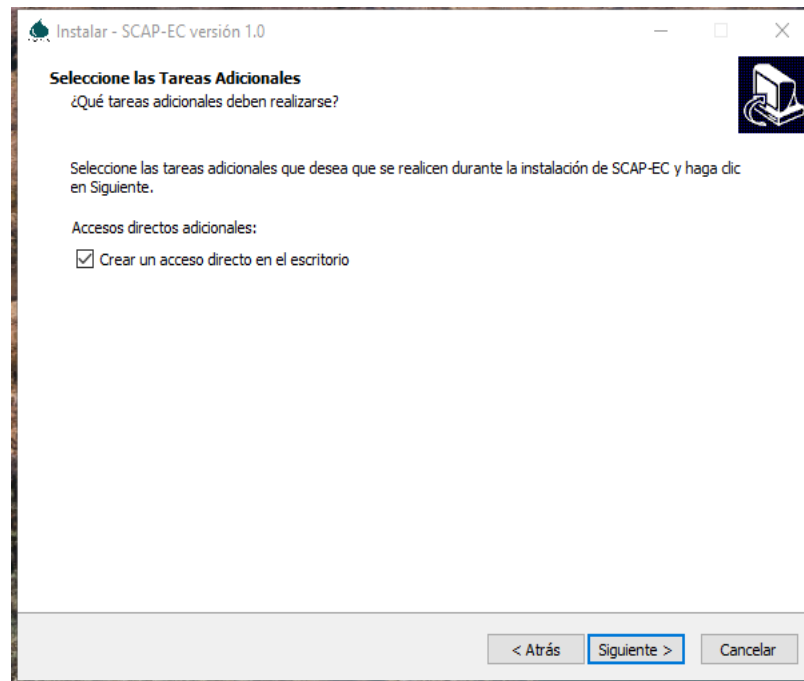 Instalar - SCAP-EC versión 1.0
Seleccione las Tareas Adicionales
¿Qué tareas adicionales deben realizarse?
Seleccione las tareas adicionales que desea que se realicen durante la instalación de SCAP-EC y haga clic
en Siguiente.
Accesos directos adicionales:
Crear un acceso directo en el escritorio
< Atrás
Siguiente >
Cancelar